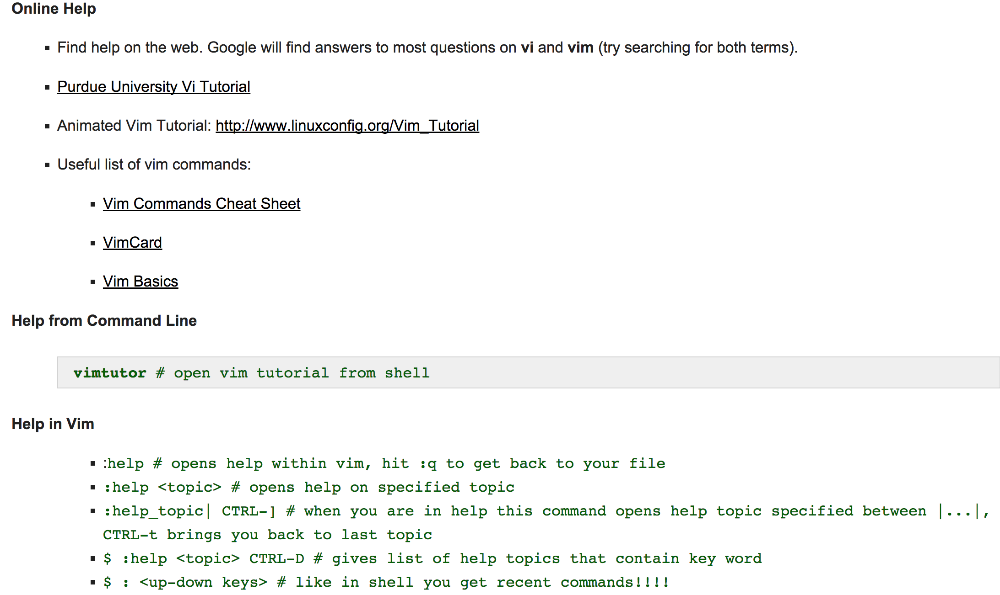 Online Help
Find help on the web. Google will find answers to most questions on vi and vim (try searching for both terms).
Purdue University Vi Tutorial
Animated Vim Tutorial: http://www.linuxconfig.org/Vim_Tutorial
Useful list of vim commands:
Vim Commands Cheat Sheet
VimCard
Vim Basics
Help from Command Line
vimtutor # open vim tutorial from shell
Help in Vim
:help # opens help within vim, hit :q to get back to your file
:help <topic> # opens help on specified topic
:help_topic| CTRL-] # when you are in help this command opens help topic specified between |...|,
CTRL-t brings you back to last topic
$ :help <topic> CTRL-D # gives list of help topics that contain key word
$ : <up-down keys> # like in shell you get recent commands!!!!